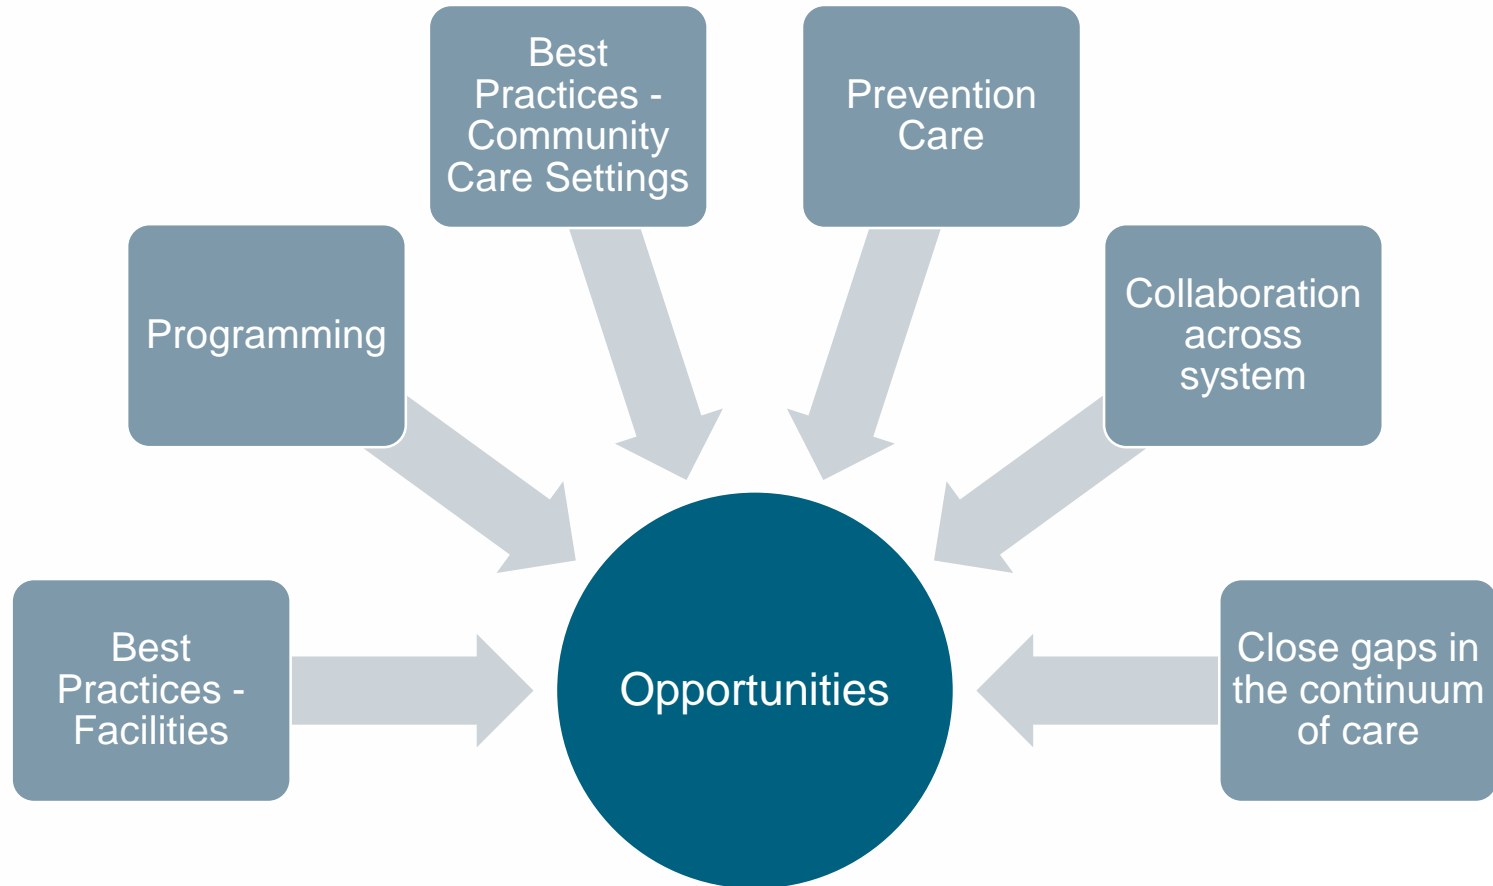 Best
Practices -
Community
Care Settings
Prevention
Care
Programming
Collaboration
across
system
Best
Practices -
Facilities
Opportunities
Close gaps in
the continuum
of care